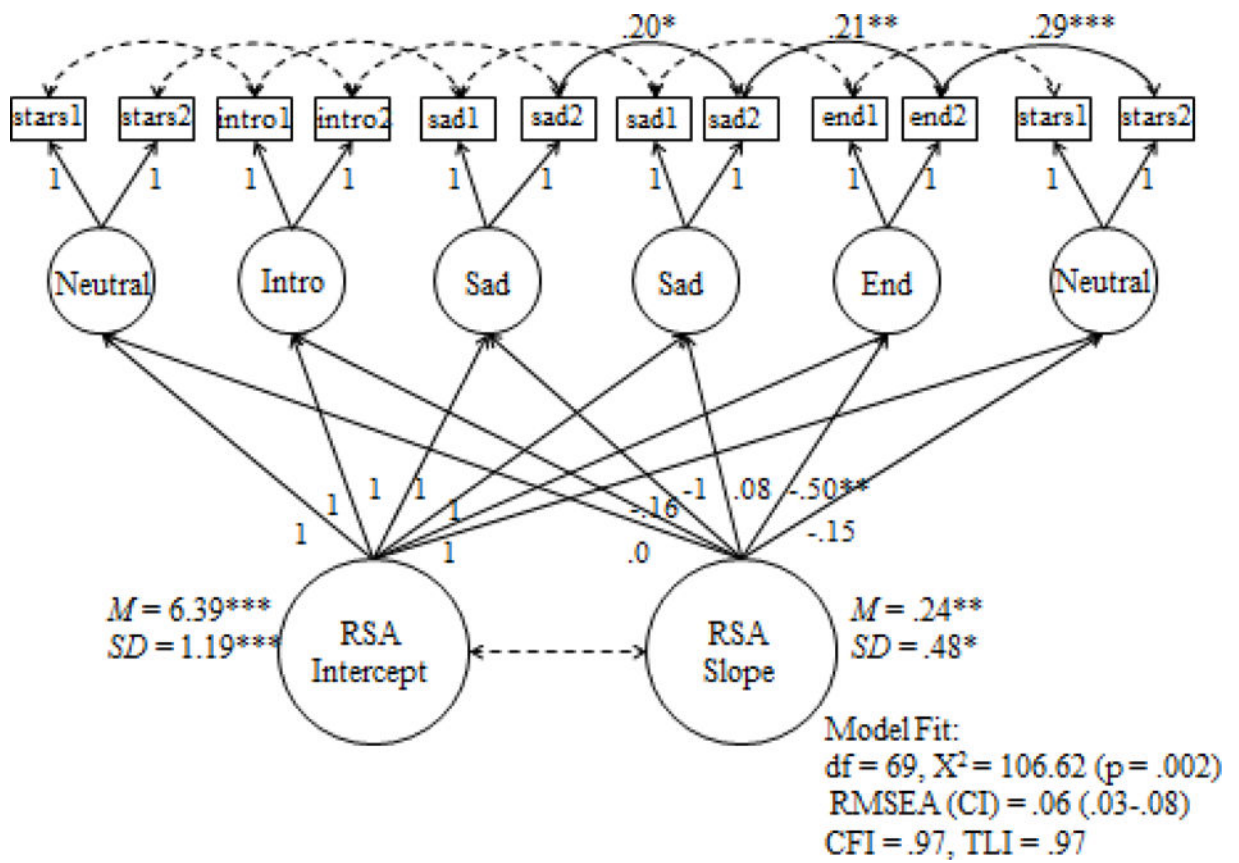 .20* .21** .29***
stars1 stars2 intro1 intro2 sad1 sad2 sad1 sad2 end1 end2 stars1 stars2
1 1 1 1 1 1 1 1 1 1 1 1
Neutral Intro Sad Sad End Neutral
1 1 1 1 -.16 -1 .08 -.50**
1 1 .0 -.15
M = 6.39***
SD = 1.19***
RSA
Intercept
RSA
Slope
M = .24**
SD = .48*
Model Fit:
df = 69, X² = 106.62 (p = .002)
RMSEA (CI) = .06 (.03-.08)
CFI = .97, TLI = .97